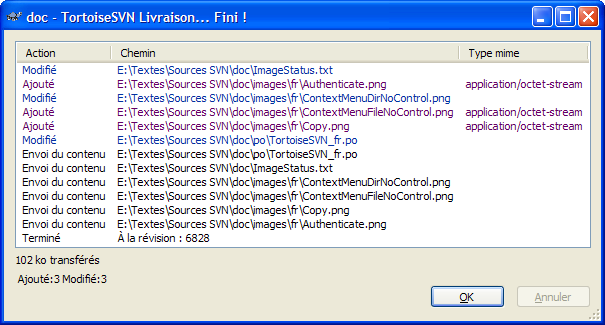 doc - TortoiseSVN Livraison... Fini !
Action Chemin Type mime
Modifié E:\Textes\Sources SVN\doc\ImageStatus.txt
Ajouté E:\Textes\Sources SVN\doc\images\fr\Authenticate.png application/octet-stream
Modifié E:\Textes\Sources SVN\doc\images\fr\ContextMenuDirNoControl.png
Ajouté E:\Textes\Sources SVN\doc\images\fr\ContextMenuFileNoControl.png application/octet-stream
Ajouté E:\Textes\Sources SVN\doc\images\fr\Copy.png application/octet-stream
Modifié E:\Textes\Sources SVN\doc\po\TortoiseSVN_fr.po
Envoi du contenu E:\Textes\Sources SVN\doc\po\TortoiseSVN_fr.po
Envoi du contenu E:\Textes\Sources SVN\doc\ImageStatus.txt
Envoi du contenu E:\Textes\Sources SVN\doc\images\fr\ContextMenuDirNoControl.png
Envoi du contenu E:\Textes\Sources SVN\doc\images\fr\ContextMenuFileNoControl.png
Envoi du contenu E:\Textes\Sources SVN\doc\images\fr\Copy.png
Envoi du contenu E:\Textes\Sources SVN\doc\images\fr\Authenticate.png
Terminé À la révision : 6828
102 ko transférés
Ajouté:3 Modifié:3
OK Annuler